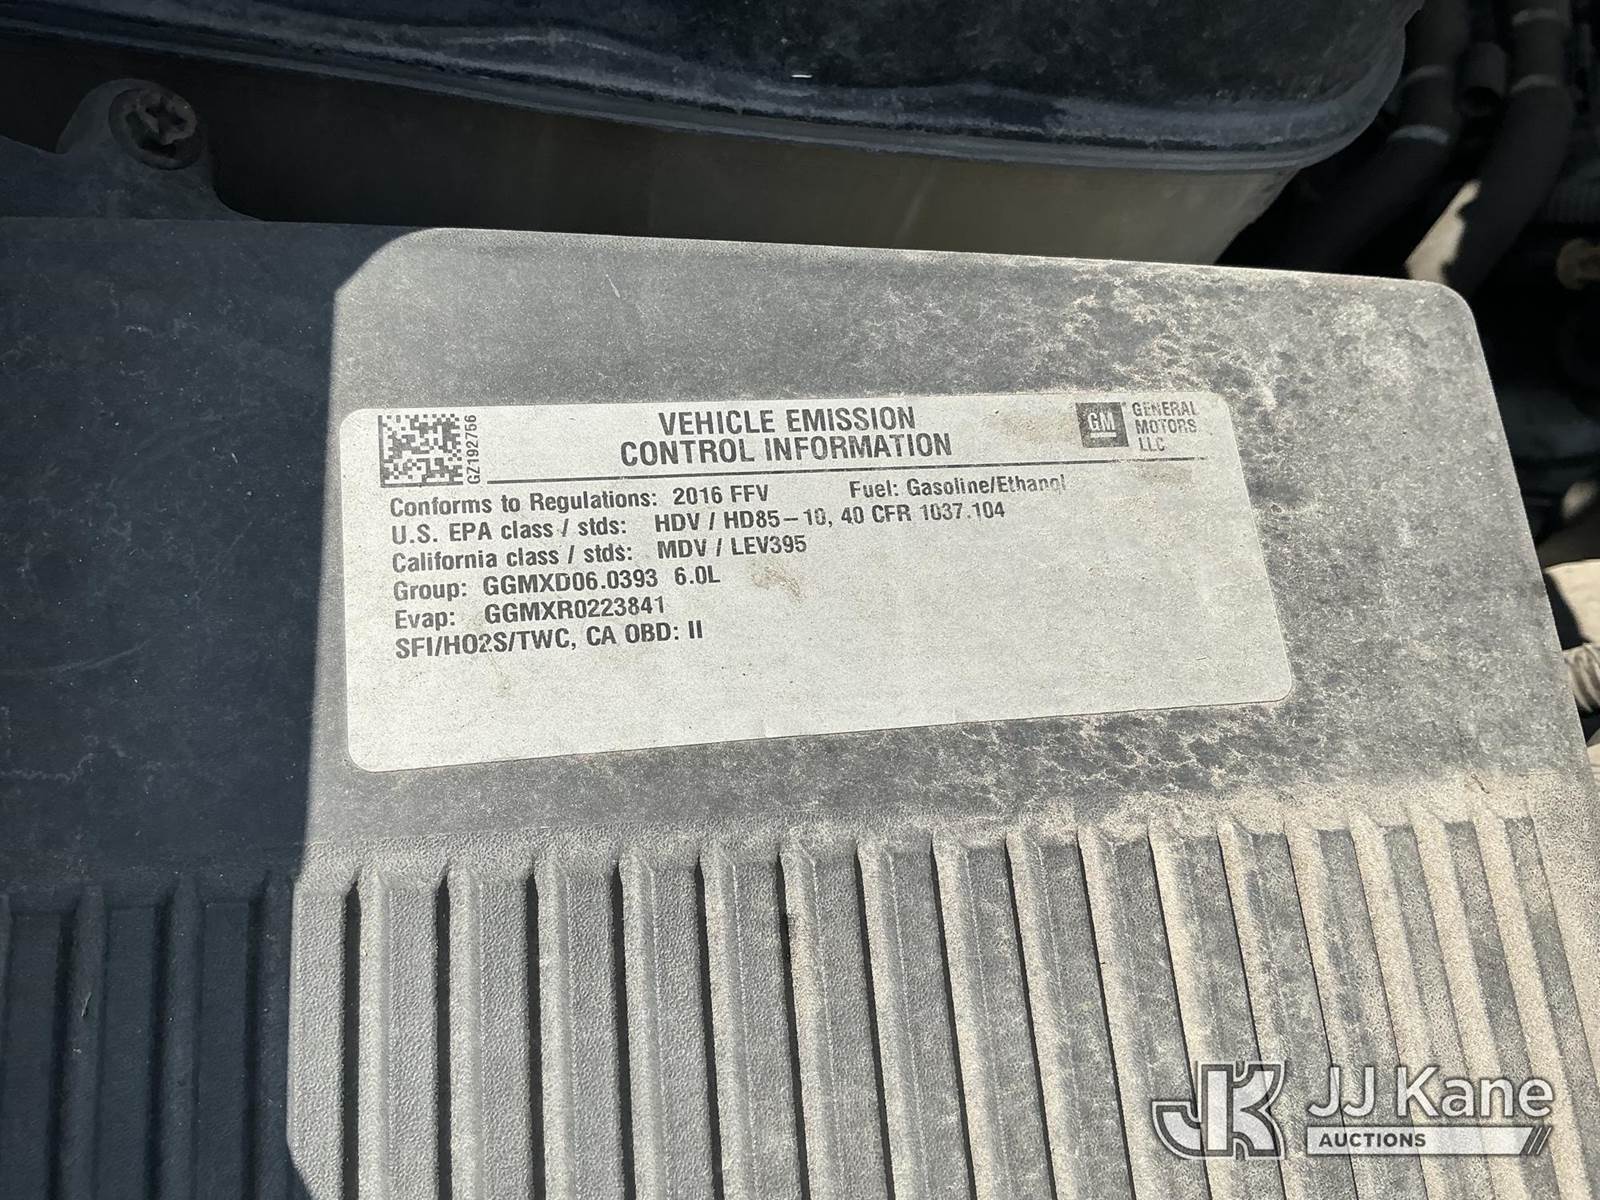 GZ192756
VEHICLE EMISSION
CONTROL INFORMATION
GM
GENERAL
MOTORS
LLC
Conforms to Regulations: 2016 FFV Fuel: Gasoline/Ethanol
U.S. EPA class / stds: HDV / HD85-10, 40 CFR 1037.104
California class / stds: MDV / LEV395
Group: GGMXD06.0393 6.0L
Evap: GGMXR0223841
SFI/HO2S/TWC, CA OBD: II
JK JJ Kane
AUCTIONS